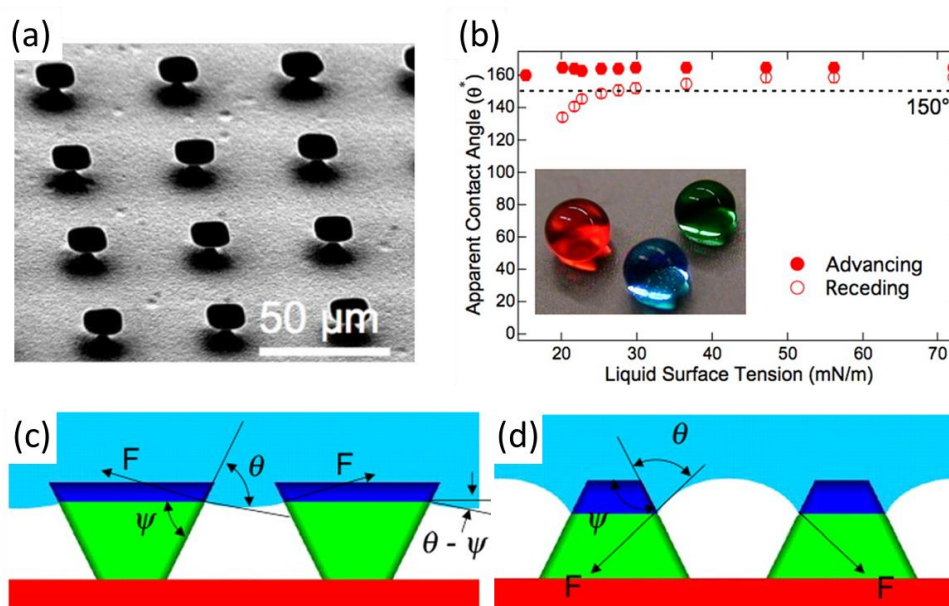 (a)
50 µm
(b)
Apparent Contact Angle (θ*)
160
140
120
100
80
60
40
20
0
150°
Advancing
Receding
20
30
40
50
60
70
Liquid Surface Tension (mN/m)
(c)
F
θ
F
ψ
θ - ψ
(d)
θ
ψ
F
F